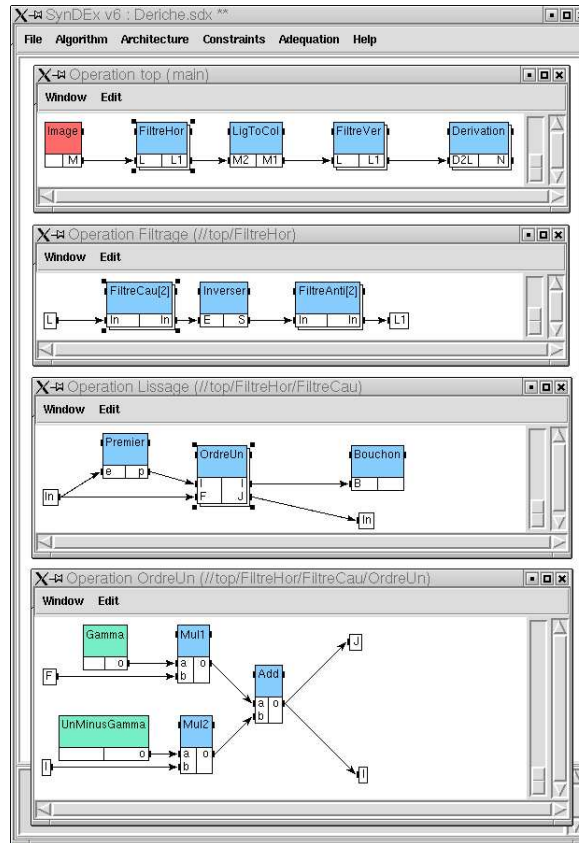 SynDEx v6 : Deriche.sdx **
File Algorithm Architecture Constraints Adequation Help
Operation top (main)
Window Edit
Image FiltreHor LigToCol FiltreVer Derivation
M L L1 M2 M1 L L1 D2L N
Operation Filtrage (//top/FiltreHor)
Window Edit
FiltreCau[2] Inverser FiltreAnti[2]
L In In E S In In L1
Operation Lissage (//top/FiltreHor/FiltreCau)
Window Edit
Premier OrdreUn Bouchon
e p I I B
In F J
In
Operation OrdreUn (//top/FiltreHor/FiltreCau/OrdreUn)
Window Edit
Gamma Mul1
o a o J
F b Add
a o
b
UnMinusGamma Mul2
o a o
I b I